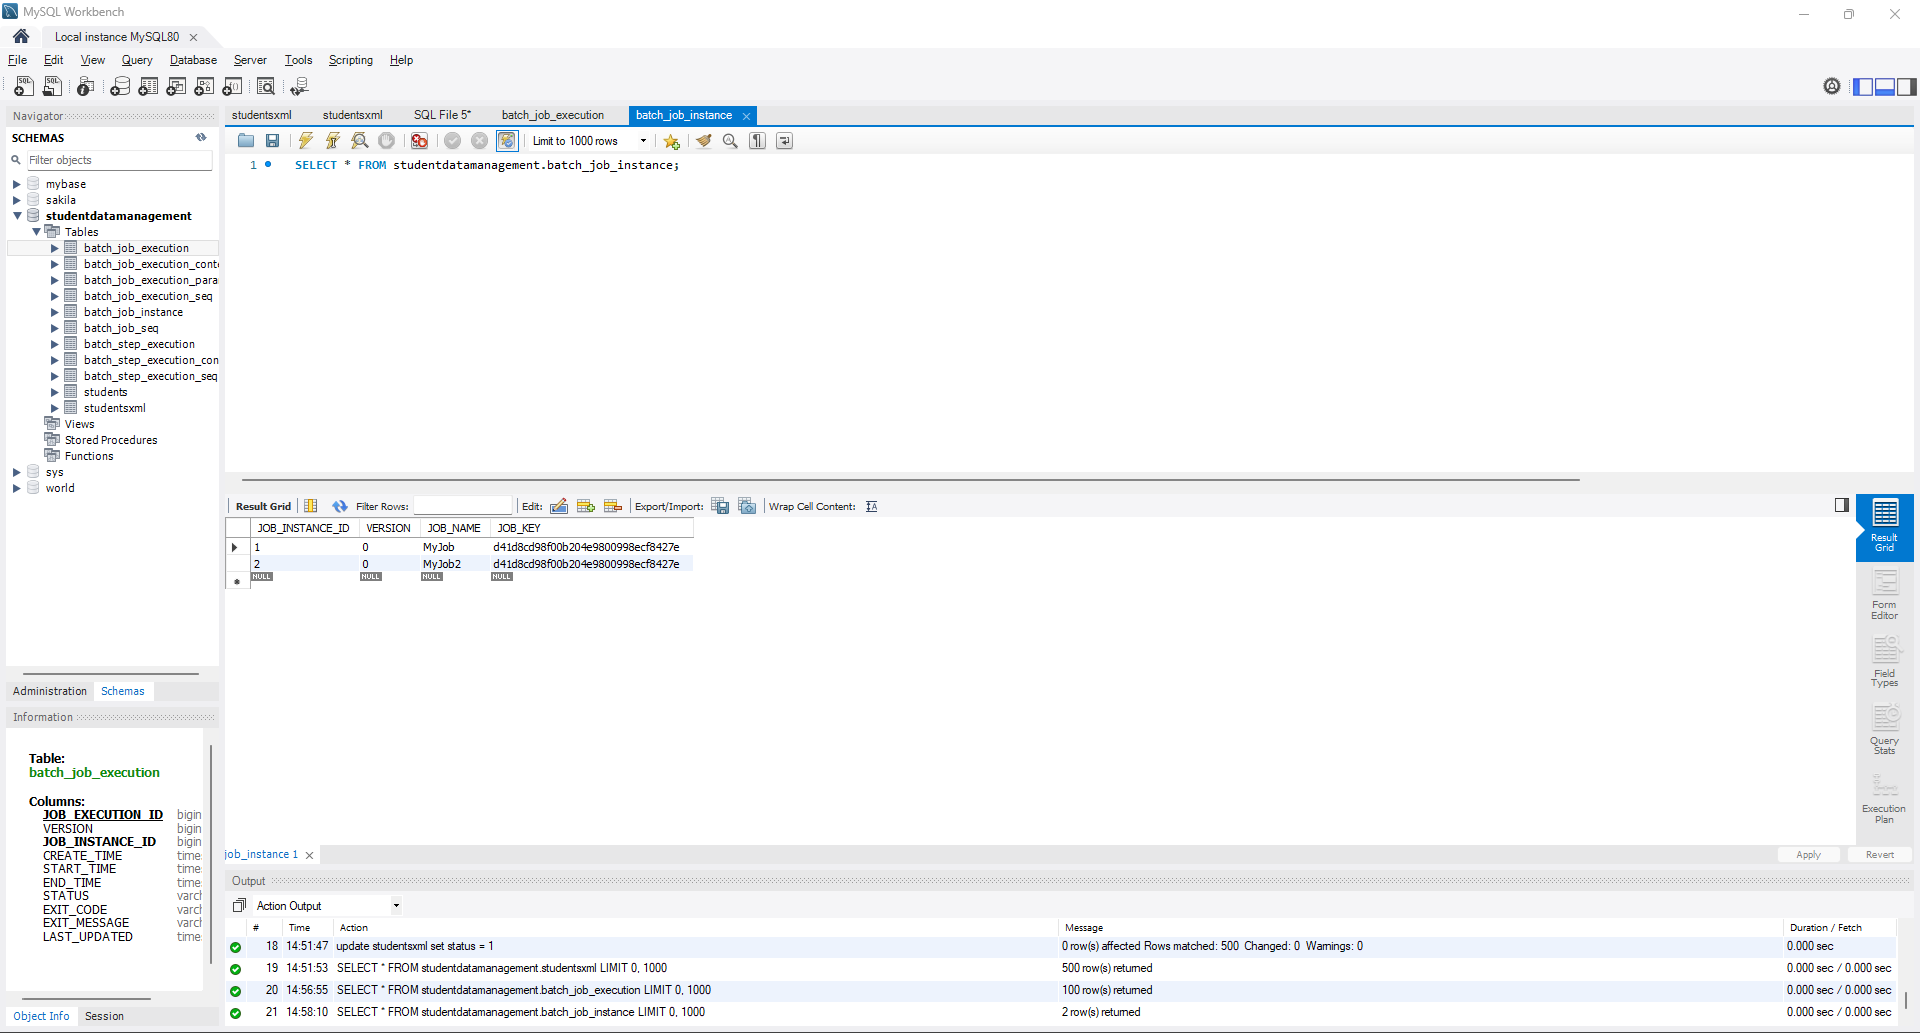 MySQL Workbench
Local instance MySQL80
File Edit View Query Database Server Tools Scripting Help
Navigator
SCHEMAS
Filter objects
mybase
sakila
studentdatamanagement
Tables
batch_job_execution
batch_job_execution_conte
batch_job_execution_para
batch_job_execution_seq
batch_job_instance
batch_job_seq
batch_step_execution
batch_step_execution_con
batch_step_execution_seq
students
studentsxml
Views
Stored Procedures
Functions
sys
world
Administration Schemas
Information
Table:
batch_job_execution
Columns:
JOB_EXECUTION_ID bigin
VERSION bigin
JOB_INSTANCE_ID bigin
CREATE_TIME time
START_TIME time
END_TIME time
STATUS varch
EXIT_CODE varch
EXIT_MESSAGE varch
LAST_UPDATED time
Object Info Session
studentsxml studentsxml SQL File 5* batch_job_execution batch_job_instance
Limit to 1000 rows
1 SELECT * FROM studentdatamanagement.batch_job_instance;
Result Grid Filter Rows: Edit: Export/Import: Wrap Cell Content:
JOB_INSTANCE_ID VERSION JOB_NAME JOB_KEY
1 0 MyJob d41d8cd98f00b204e9800998ecf8427e
2 0 MyJob2 d41d8cd98f00b204e9800998ecf8427e
NULL NULL NULL NULL
Result Grid
Form Editor
Field Types
Query Stats
Execution Plan
job_instance 1
Apply Revert
Output
Action Output
# Time Action Message Duration / Fetch
18 14:51:47 update studentsxml set status = 1 0 row(s) affected Rows matched: 500 Changed: 0 Warnings: 0 0.000 sec
19 14:51:53 SELECT * FROM studentdatamanagement.studentsxml LIMIT 0, 1000 500 row(s) returned 0.000 sec / 0.000 sec
20 14:56:55 SELECT * FROM studentdatamanagement.batch_job_execution LIMIT 0, 1000 100 row(s) returned 0.000 sec / 0.000 sec
21 14:58:10 SELECT * FROM studentdatamanagement.batch_job_instance LIMIT 0, 1000 2 row(s) returned 0.000 sec / 0.000 sec